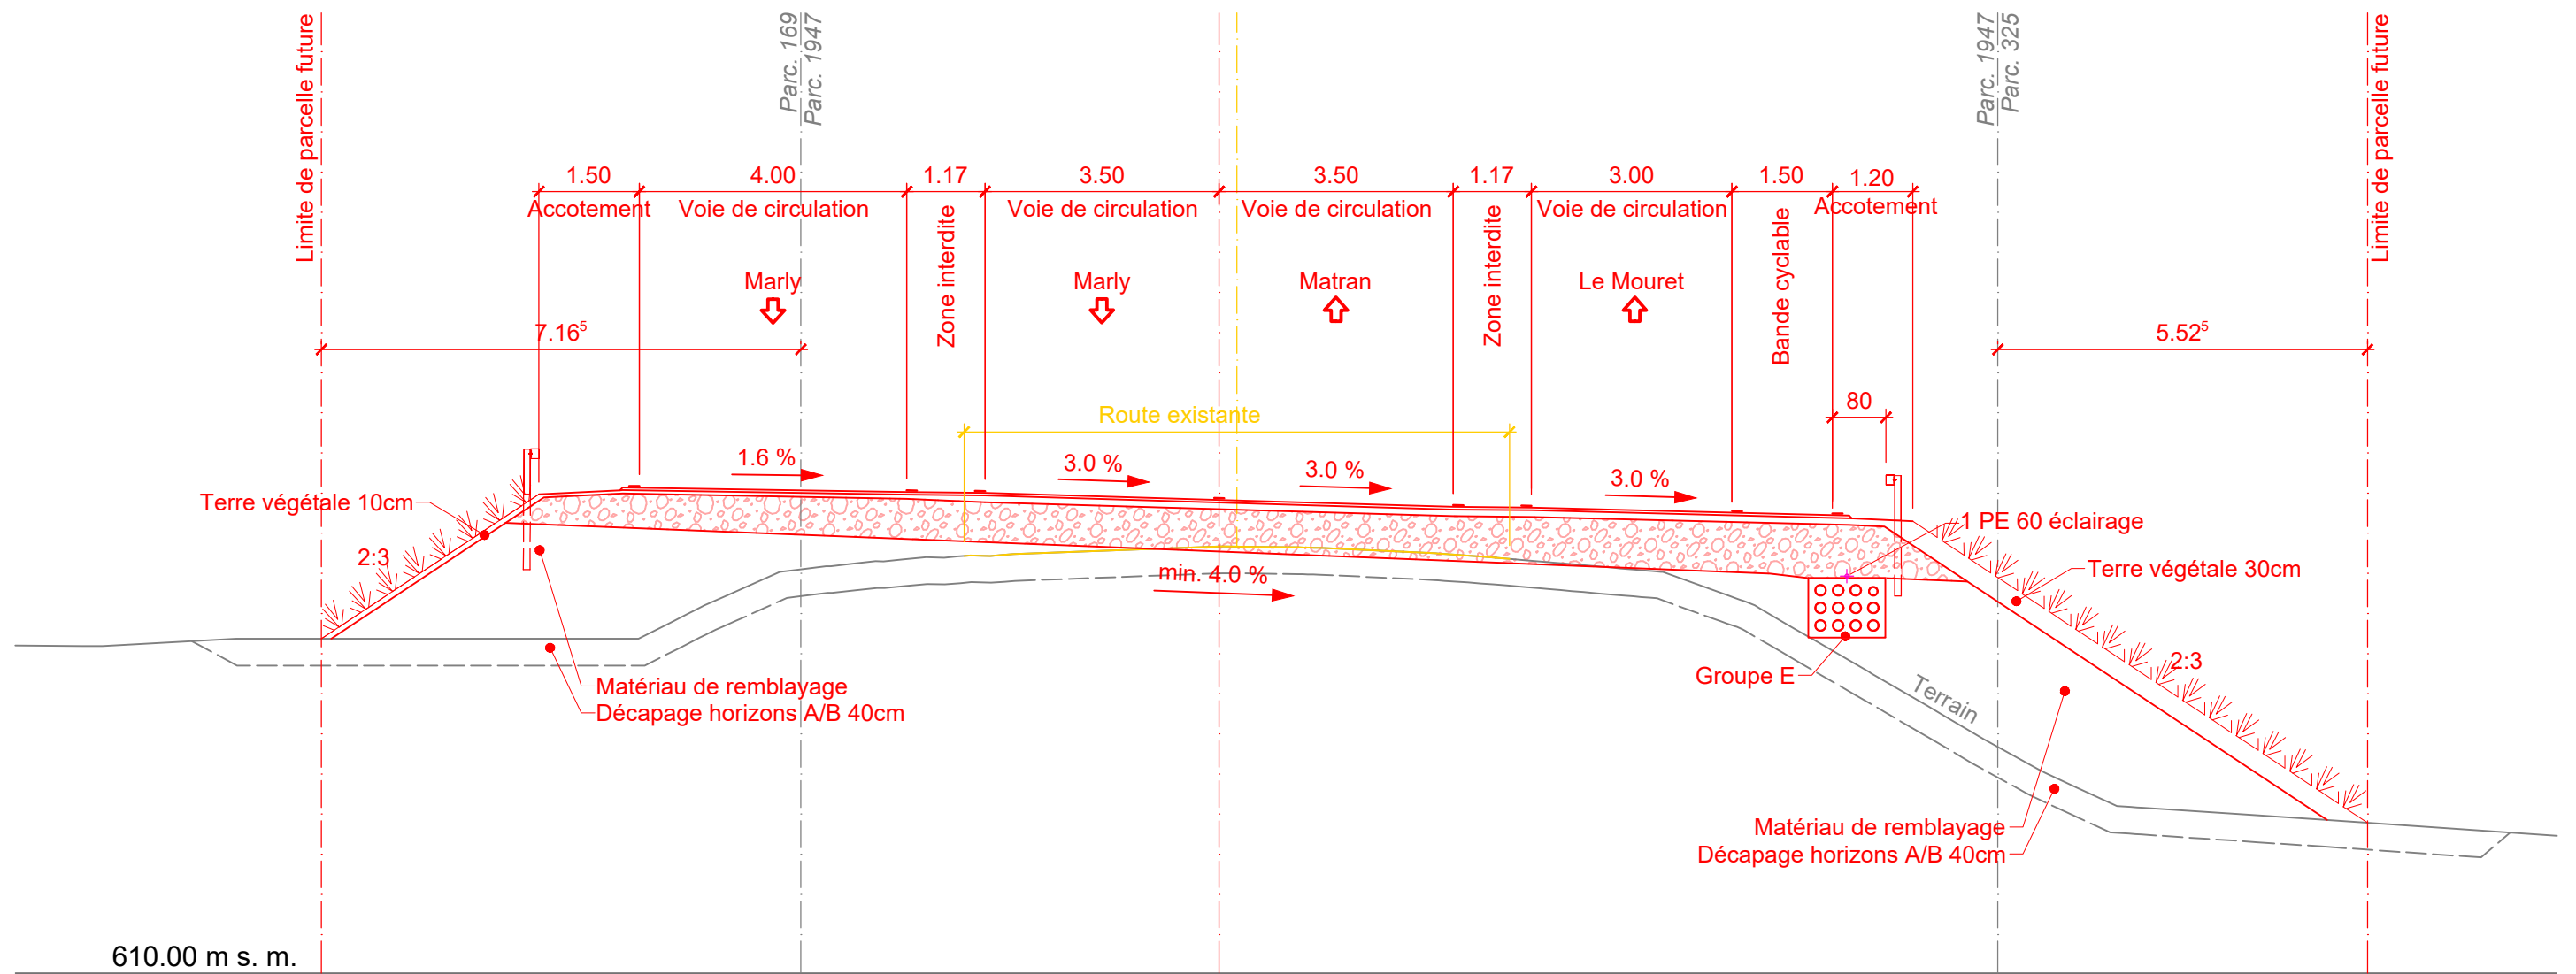 Limite de parcelle future
Parc. 169
Parc. 1947
Parc. 1947
Parc. 325
Limite de parcelle future
1.50
4.00
1.17
3.50
3.50
1.17
3.00
1.50
1.20
Accotement
Voie de circulation
Zone interdite
Voie de circulation
Voie de circulation
Zone interdite
Voie de circulation
Bande cyclable
Accotement
Marly
Marly
Matran
Le Mouret
7.16⁵
5.52⁵
80
Route existante
1.6 %
3.0 %
3.0 %
3.0 %
Terre végétale 10cm
1 PE 60 éclairage
2:3
min. 4.0 %
Terre végétale 30cm
2:3
Groupe E
Terrain
Matériau de remblayage
Décapage horizons A/B 40cm
Matériau de remblayage
Décapage horizons A/B 40cm
610.00 m s. m.